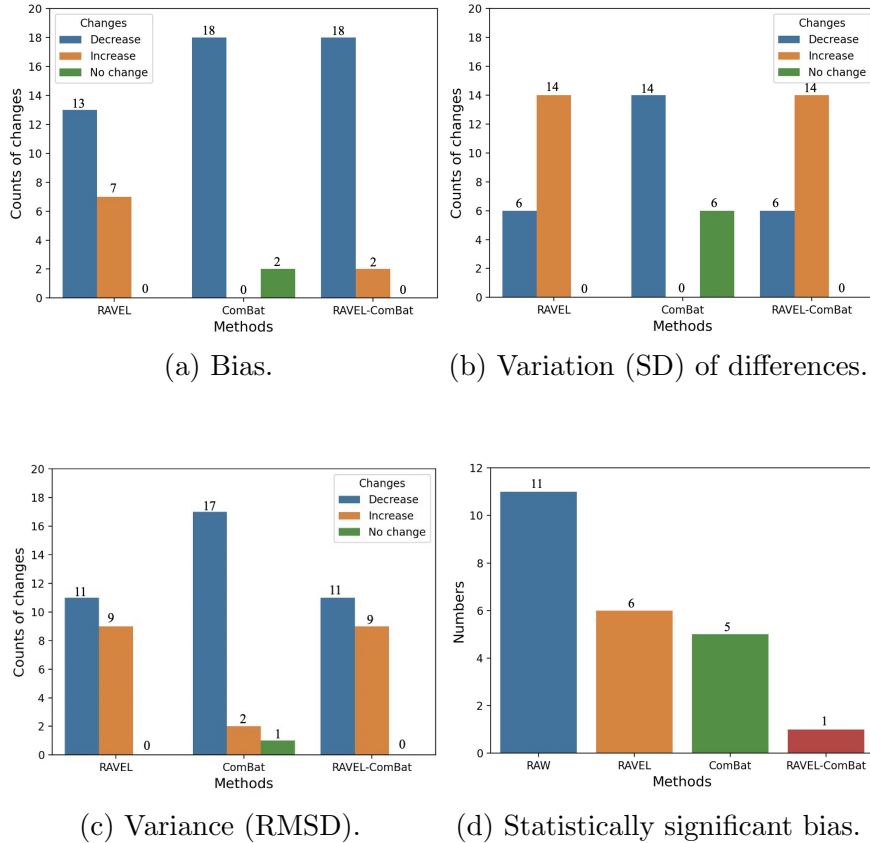 Changes
Decrease
Increase
No change
Counts of changes
20
18
16
14
12
10
8
6
4
2
0
13
7
0
18
0
2
18
2
0
RAVEL
ComBat
RAVEL-ComBat
Methods
(a) Bias.
Changes
Decrease
Increase
No change
Counts of changes
20
18
16
14
12
10
8
6
4
2
0
6
14
0
14
0
6
6
14
0
RAVEL
ComBat
RAVEL-ComBat
Methods
(b) Variation (SD) of differences.
Changes
Decrease
Increase
No change
Counts of changes
20
18
16
14
12
10
8
6
4
2
0
11
9
0
17
2
1
11
9
0
RAVEL
ComBat
RAVEL-ComBat
Methods
(c) Variance (RMSD).
Numbers
12
10
8
6
4
2
0
11
6
5
1
RAW
RAVEL
ComBat
RAVEL-ComBat
Methods
(d) Statistically significant bias.